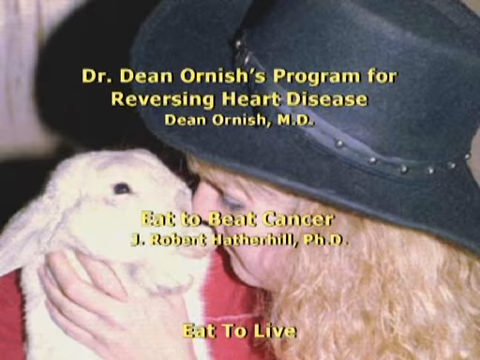 Dr. Dean Ornish's Program for
Reversing Heart Disease
Dean Ornish, M.D.
Eat to Beat Cancer
J. Robert Hatherhill, Ph.D.
Eat To Live